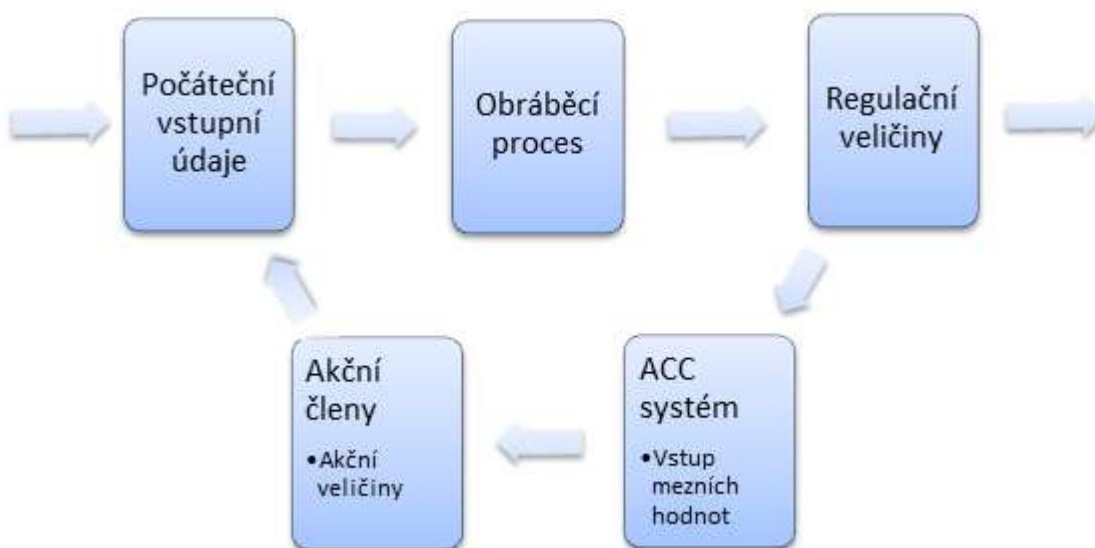 Počáteční
vstupní
údaje
Obráběcí
proces
Regulační
veličiny
Akční
členy
•Akční
veličiny
ACC
systém
•Vstup
mezních
hodnot